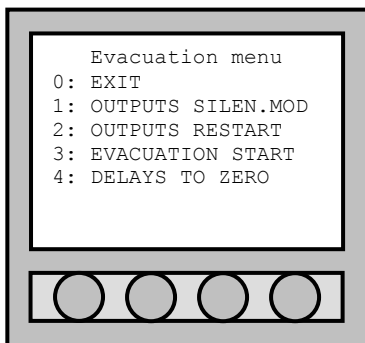 Evacuation menu
0: EXIT
1: OUTPUTS SILEN.MOD
2: OUTPUTS RESTART
3: EVACUATION START
4: DELAYS TO ZERO